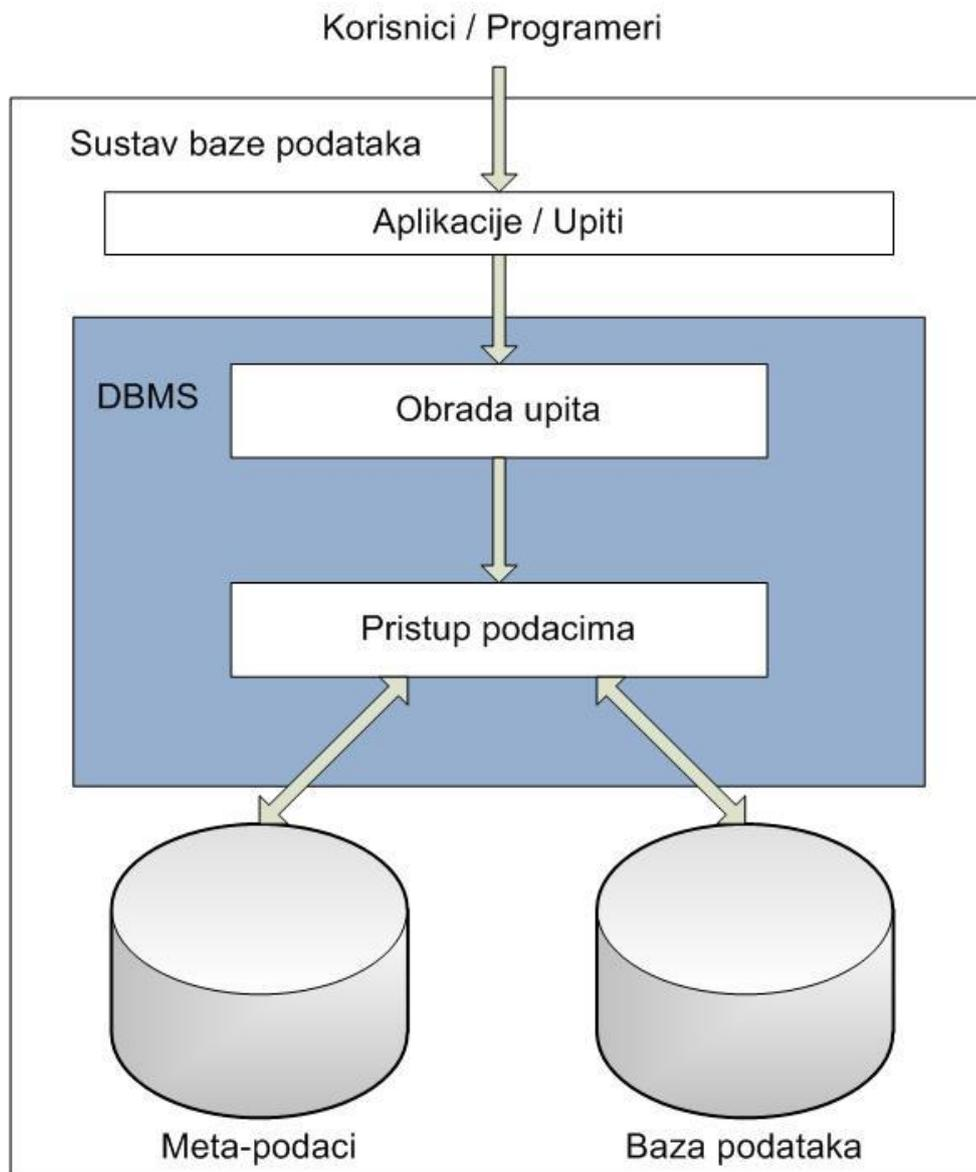 Korisnici / Programeri
Sustav baze podataka
Aplikacije / Upiti
DBMS
Obrada upita
Pristup podacima
Meta-podaci
Baza podataka